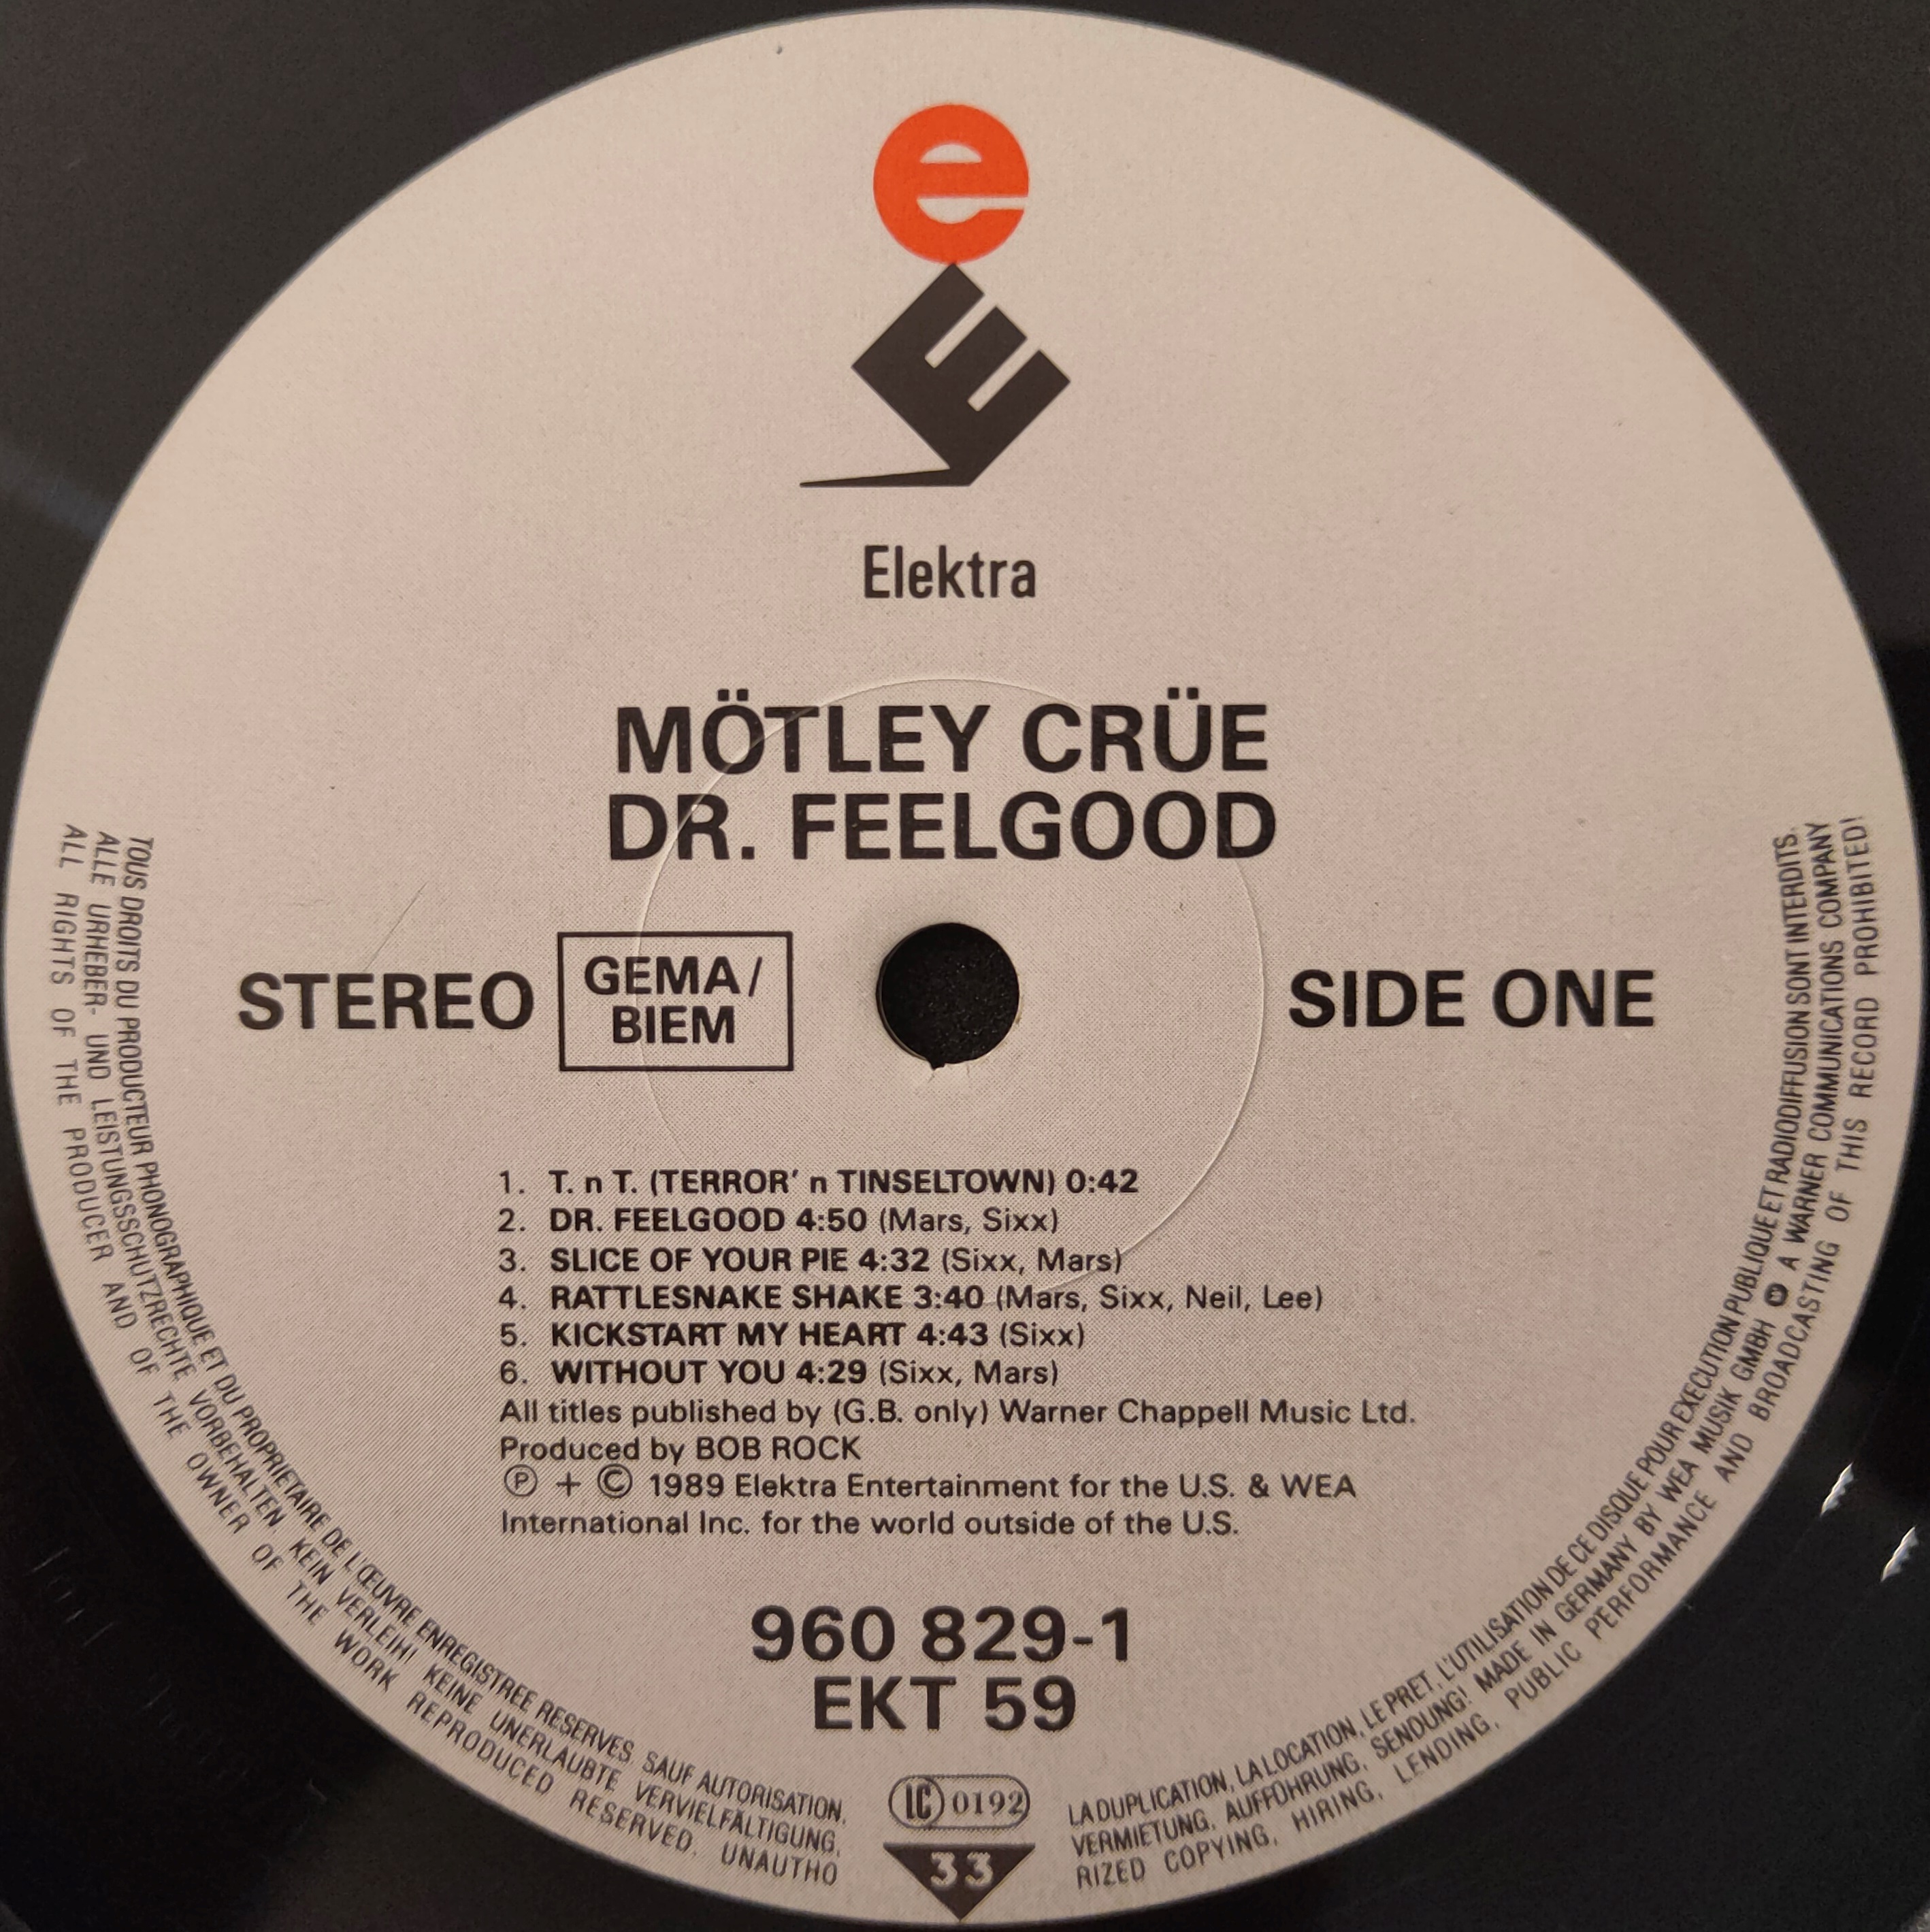 e
E
Elektra
MÖTLEY CRÜE
DR. FEELGOOD
STEREO
GEMA/
BIEM
SIDE ONE
1. T. n T. (TERROR' n TINSELTOWN) 0:42
2. DR. FEELGOOD 4:50 (Mars, Sixx)
3. SLICE OF YOUR PIE 4:32 (Sixx, Mars)
4. RATTLESNAKE SHAKE 3:40 (Mars, Sixx, Neil, Lee)
5. KICKSTART MY HEART 4:43 (Sixx)
6. WITHOUT YOU 4:29 (Sixx, Mars)
All titles published by (G.B. only) Warner Chappell Music Ltd.
Produced by BOB ROCK
Ⓟ + © 1989 Elektra Entertainment for the U.S. & WEA
International Inc. for the world outside of the U.S.
960 829-1
EKT 59
LC 0192
33
TOUS DROITS DU PRODUCTEUR PHONOGRAPHIQUE ET DU PROPRIETAIRE DE L'ŒUVRE ENREGISTREE RESERVES. SAUF AUTORISATION, LA DUPLICATION, LA LOCATION, LE PRET, L'UTILISATION DE CE DISQUE POUR EXECUTION PUBLIQUE ET RADIODIFFUSION SONT INTERDITS.
ALLE URHEBER- UND LEISTUNGSSCHUTZRECHTE VORBEHALTEN. KEIN VERLEIH! KEINE UNERLAUBTE VERVIELFÄLTIGUNG, VERMIETUNG, AUFFÜHRUNG, SENDUNG! MADE IN GERMANY BY WEA MUSIK GMBH A WARNER COMMUNICATIONS COMPANY
ALL RIGHTS OF THE PRODUCER AND OF THE OWNER OF THE WORK REPRODUCED RESERVED. UNAUTHORIZED COPYING, HIRING, LENDING, PUBLIC PERFORMANCE AND BROADCASTING OF THIS RECORD PROHIBITED!